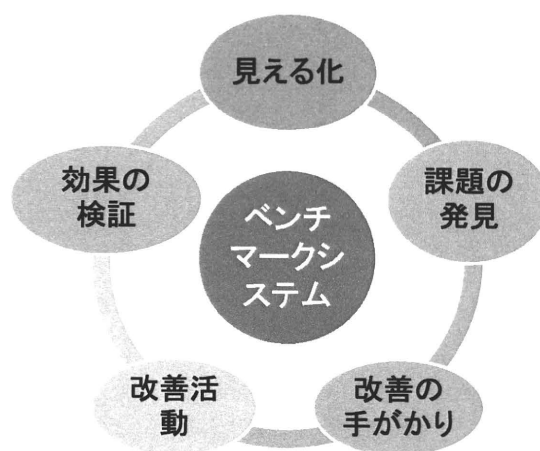 見える化
課題の
発見
改善の
手がかり
改善活
動
効果の
検証
ベンチ
マークシ
ステム